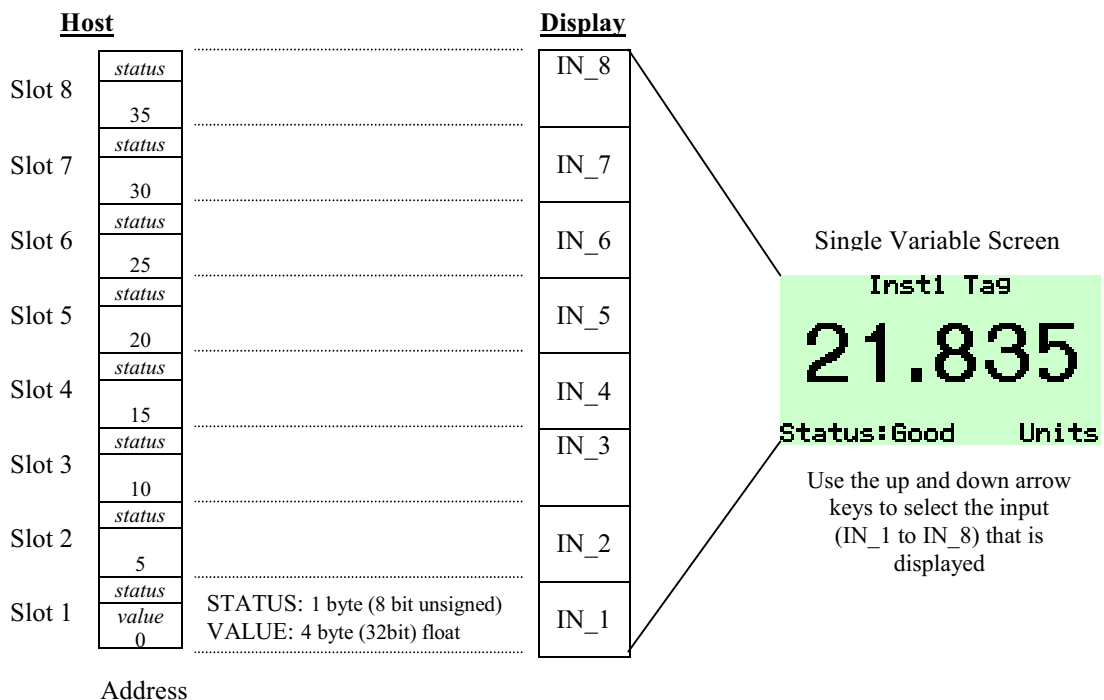 Host
Display
Slot 8
status
35
IN_8
Slot 7
status
30
IN_7
Slot 6
status
25
IN_6
Slot 5
status
20
IN_5
Slot 4
status
15
IN_4
Slot 3
status
10
IN_3
Slot 2
status
5
IN_2
Slot 1
status
value
0
STATUS: 1 byte (8 bit unsigned)
VALUE: 4 byte (32bit) float
IN_1
Address
Single Variable Screen
Inst1 Tag
21.835
Status:Good Units
Use the up and down arrow
keys to select the input
(IN_1 to IN_8) that is
displayed